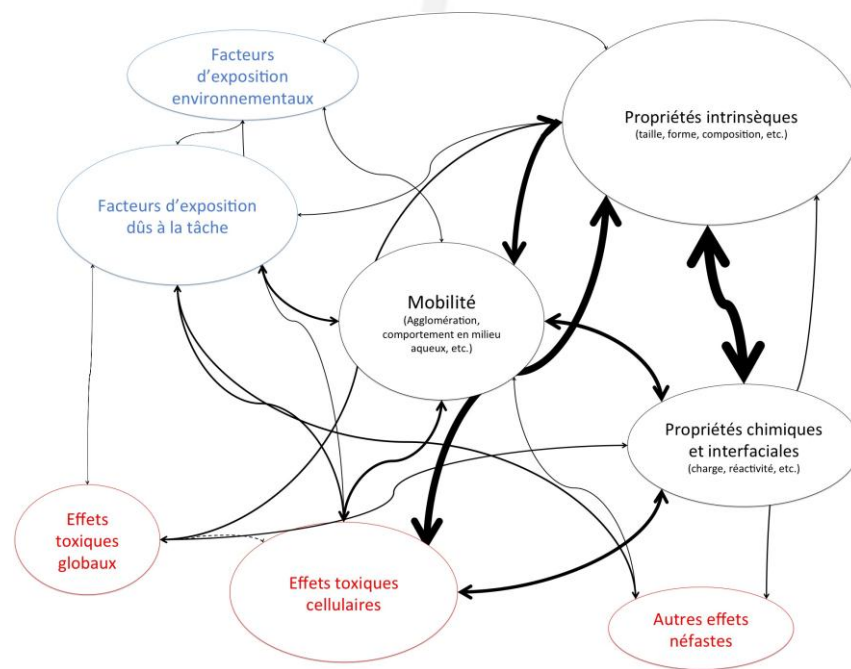 Facteurs
d'exposition
environnementaux
Propriétés intrinsèques
(taille, forme, composition, etc.)
Facteurs d'exposition
dûs à la tâche
Mobilité
(Agglomération,
comportement en milieu
aqueux, etc.)
Propriétés chimiques
et interfaciales
(charge, réactivité, etc.)
Effets
toxiques
globaux
Effets toxiques
cellulaires
Autres effets
néfastes